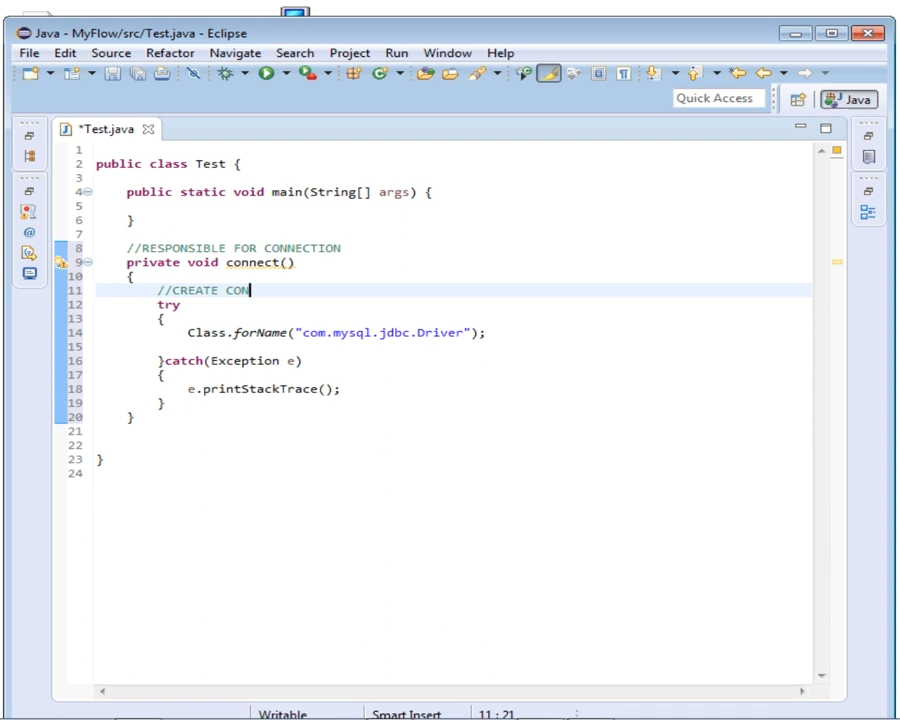 Java - MyFlow/src/Test.java - Eclipse
File Edit Source Refactor Navigate Search Project Run Window Help
Quick Access Java
*Test.java
1
2 public class Test {
3
4 public static void main(String[] args) {
5
6 }
7
8 //RESPONSIBLE FOR CONNECTION
9 private void connect()
10 {
11 //CREATE CON
12 try
13 {
14 Class.forName("com.mysql.jdbc.Driver");
15
16 }catch(Exception e)
17 {
18 e.printStackTrace();
19 }
20 }
21
22
23 }
24
Writable Smart Insert 11 : 21